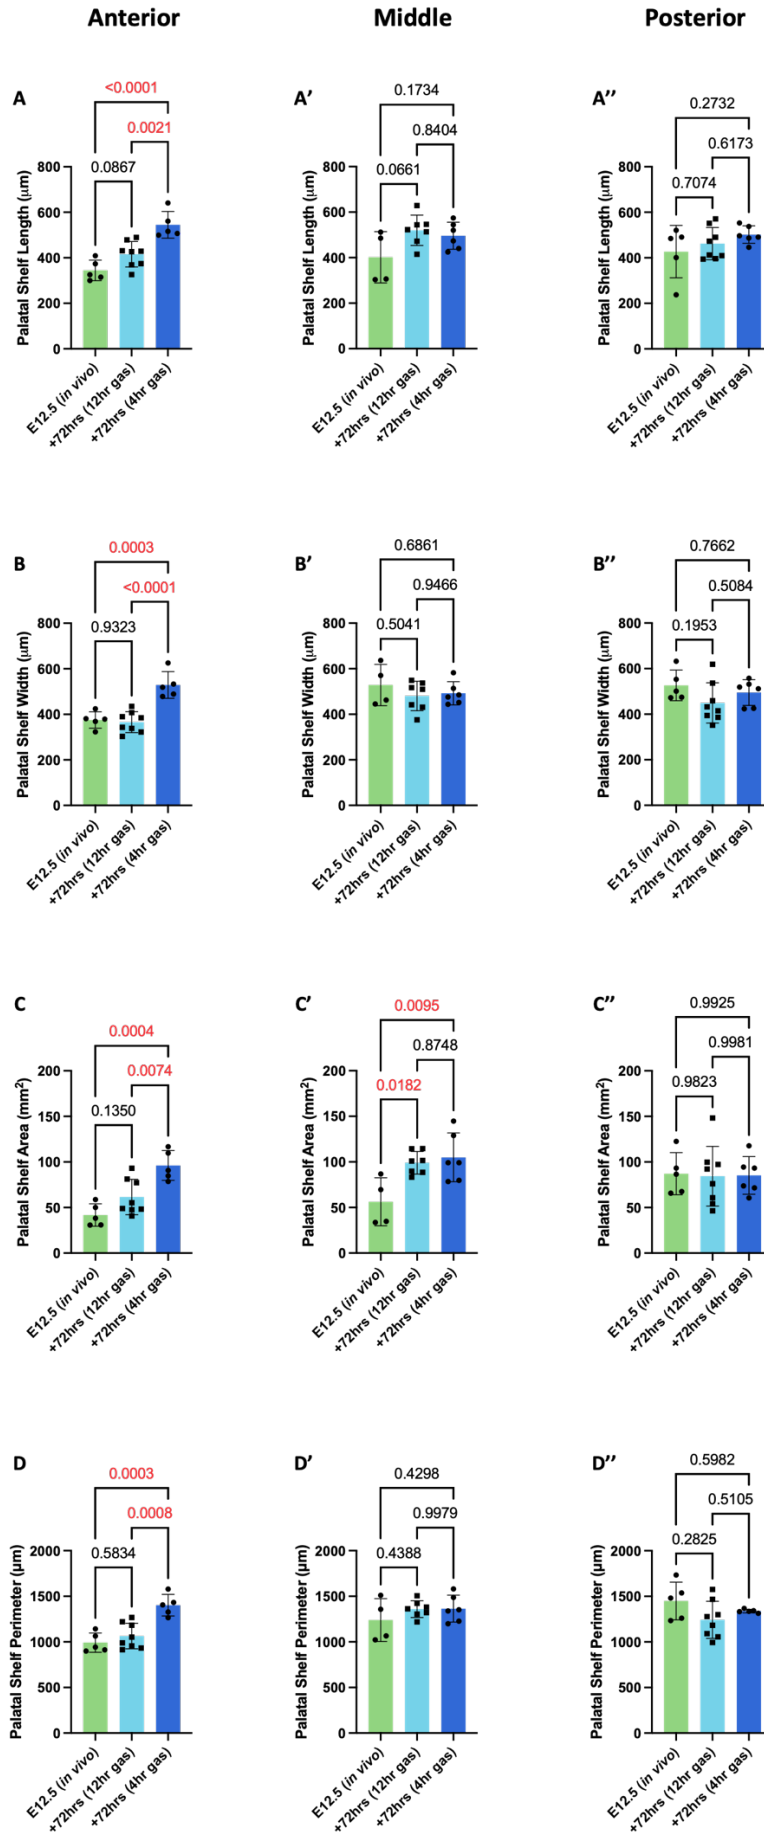 Anterior Middle Posterior
A A′ A′′
<0.0001 0.1734 0.2732
0.0021 0.8404 0.6173
0.0867 0.0661 0.7074
Palatal Shelf Length (μm) Palatal Shelf Length (μm) Palatal Shelf Length (μm)
800 800 800
600 600 600
400 400 400
200 200 200
0 0 0
E12.5 (in vivo) E12.5 (in vivo) E12.5 (in vivo)
+72hrs (12hr gas) +72hrs (12hr gas) +72hrs (12hr gas)
+72hrs (4hr gas) +72hrs (4hr gas) +72hrs (4hr gas)
B B′ B′′
0.0003 0.6861 0.7662
<0.0001 0.9466 0.5084
0.9323 0.5041 0.1953
Palatal Shelf Width (μm) Palatal Shelf Width (μm) Palatal Shelf Width (μm)
800 800 800
600 600 600
400 400 400
200 200 200
0 0 0
E12.5 (in vivo) E12.5 (in vivo) E12.5 (in vivo)
+72hrs (12hr gas) +72hrs (12hr gas) +72hrs (12hr gas)
+72hrs (4hr gas) +72hrs (4hr gas) +72hrs (4hr gas)
C C′ C′′
0.0004 0.0095 0.9925
0.0074 0.8748 0.9981
0.1350 0.0182 0.9823
Palatal Shelf Area (mm²) Palatal Shelf Area (mm²) Palatal Shelf Area (mm²)
200 200 200
150 150 150
100 100 100
50 50 50
0 0 0
E12.5 (in vivo) E12.5 (in vivo) E12.5 (in vivo)
+72hrs (12hr gas) +72hrs (12hr gas) +72hrs (12hr gas)
+72hrs (4hr gas) +72hrs (4hr gas) +72hrs (4hr gas)
D D′ D′′
0.0003 0.4298 0.5982
0.0008 0.9979 0.5105
0.5834 0.4388 0.2825
Palatal Shelf Perimeter (μm) Palatal Shelf Perimeter (μm) Palatal Shelf Perimeter (μm)
2000 2000 2000
1500 1500 1500
1000 1000 1000
500 500 500
0 0 0
E12.5 (in vivo) E12.5 (in vivo) E12.5 (in vivo)
+72hrs (12hr gas) +72hrs (12hr gas) +72hrs (12hr gas)
+72hrs (4hr gas) +72hrs (4hr gas) +72hrs (4hr gas)